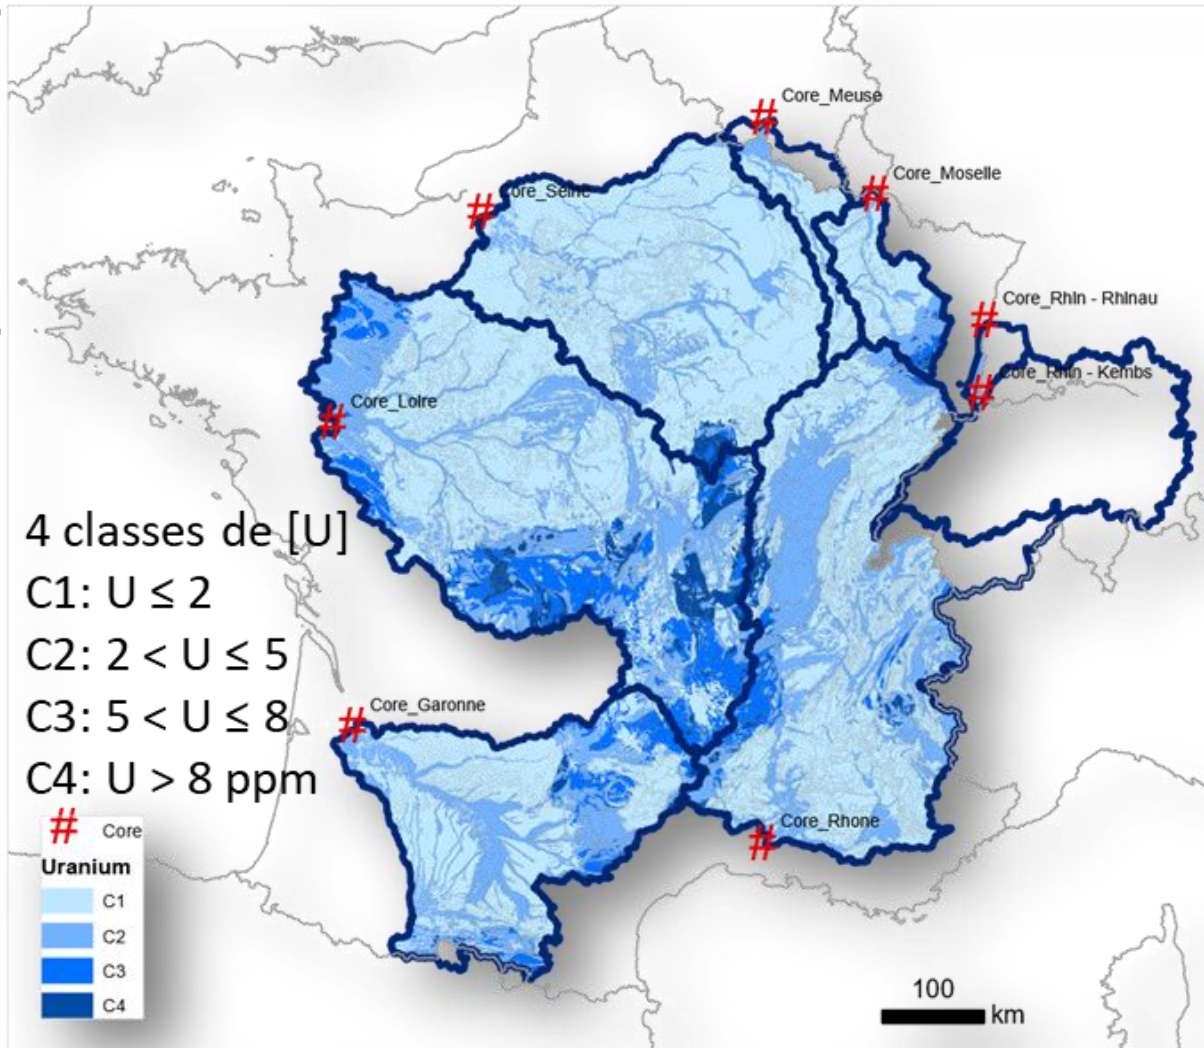 Core_Meuse
Core_Moselle
Core_Seine
Core_Rhin - Rhinau
Core_Rhin - Kembs
Core_Loire
4 classes de [U]
C1: U ≤ 2
C2: 2 < U ≤ 5
C3: 5 < U ≤ 8
C4: U > 8 ppm
Core_Garonne
Core_Rhone
# Core
Uranium
C1
C2
C3
C4
100
km